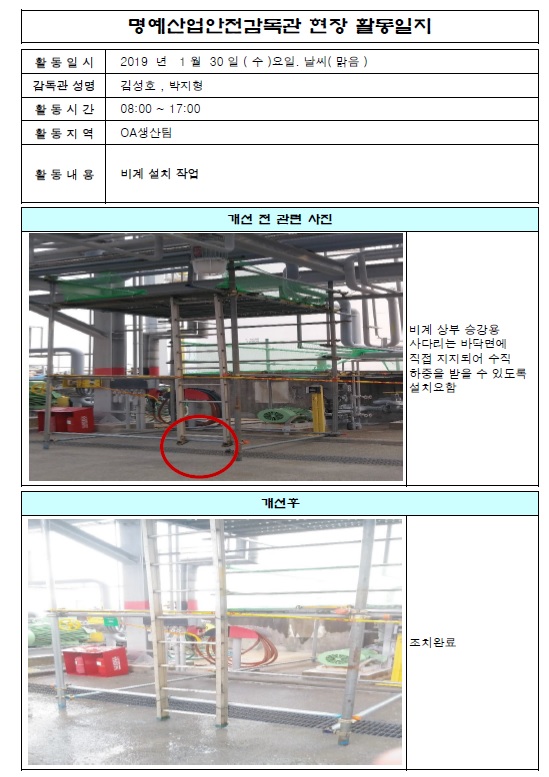 명예산업안전감독관 현장 활동일지
활 동 일 시 2019 년 1 월 30 일 ( 수 )요일. 날씨( 맑음 )
감독관 성명 김성호 , 박지형
활 동 시 간 08:00 ~ 17:00
활 동 지 역 OA생산팀
활 동 내 용 비계 설치 작업
개선 전 관련 사진
비계 상부 승강용
사다리는 바닥면에
직접 지지되어 수직
하중을 받을 수 있도록
설치요함
개선후
조치완료